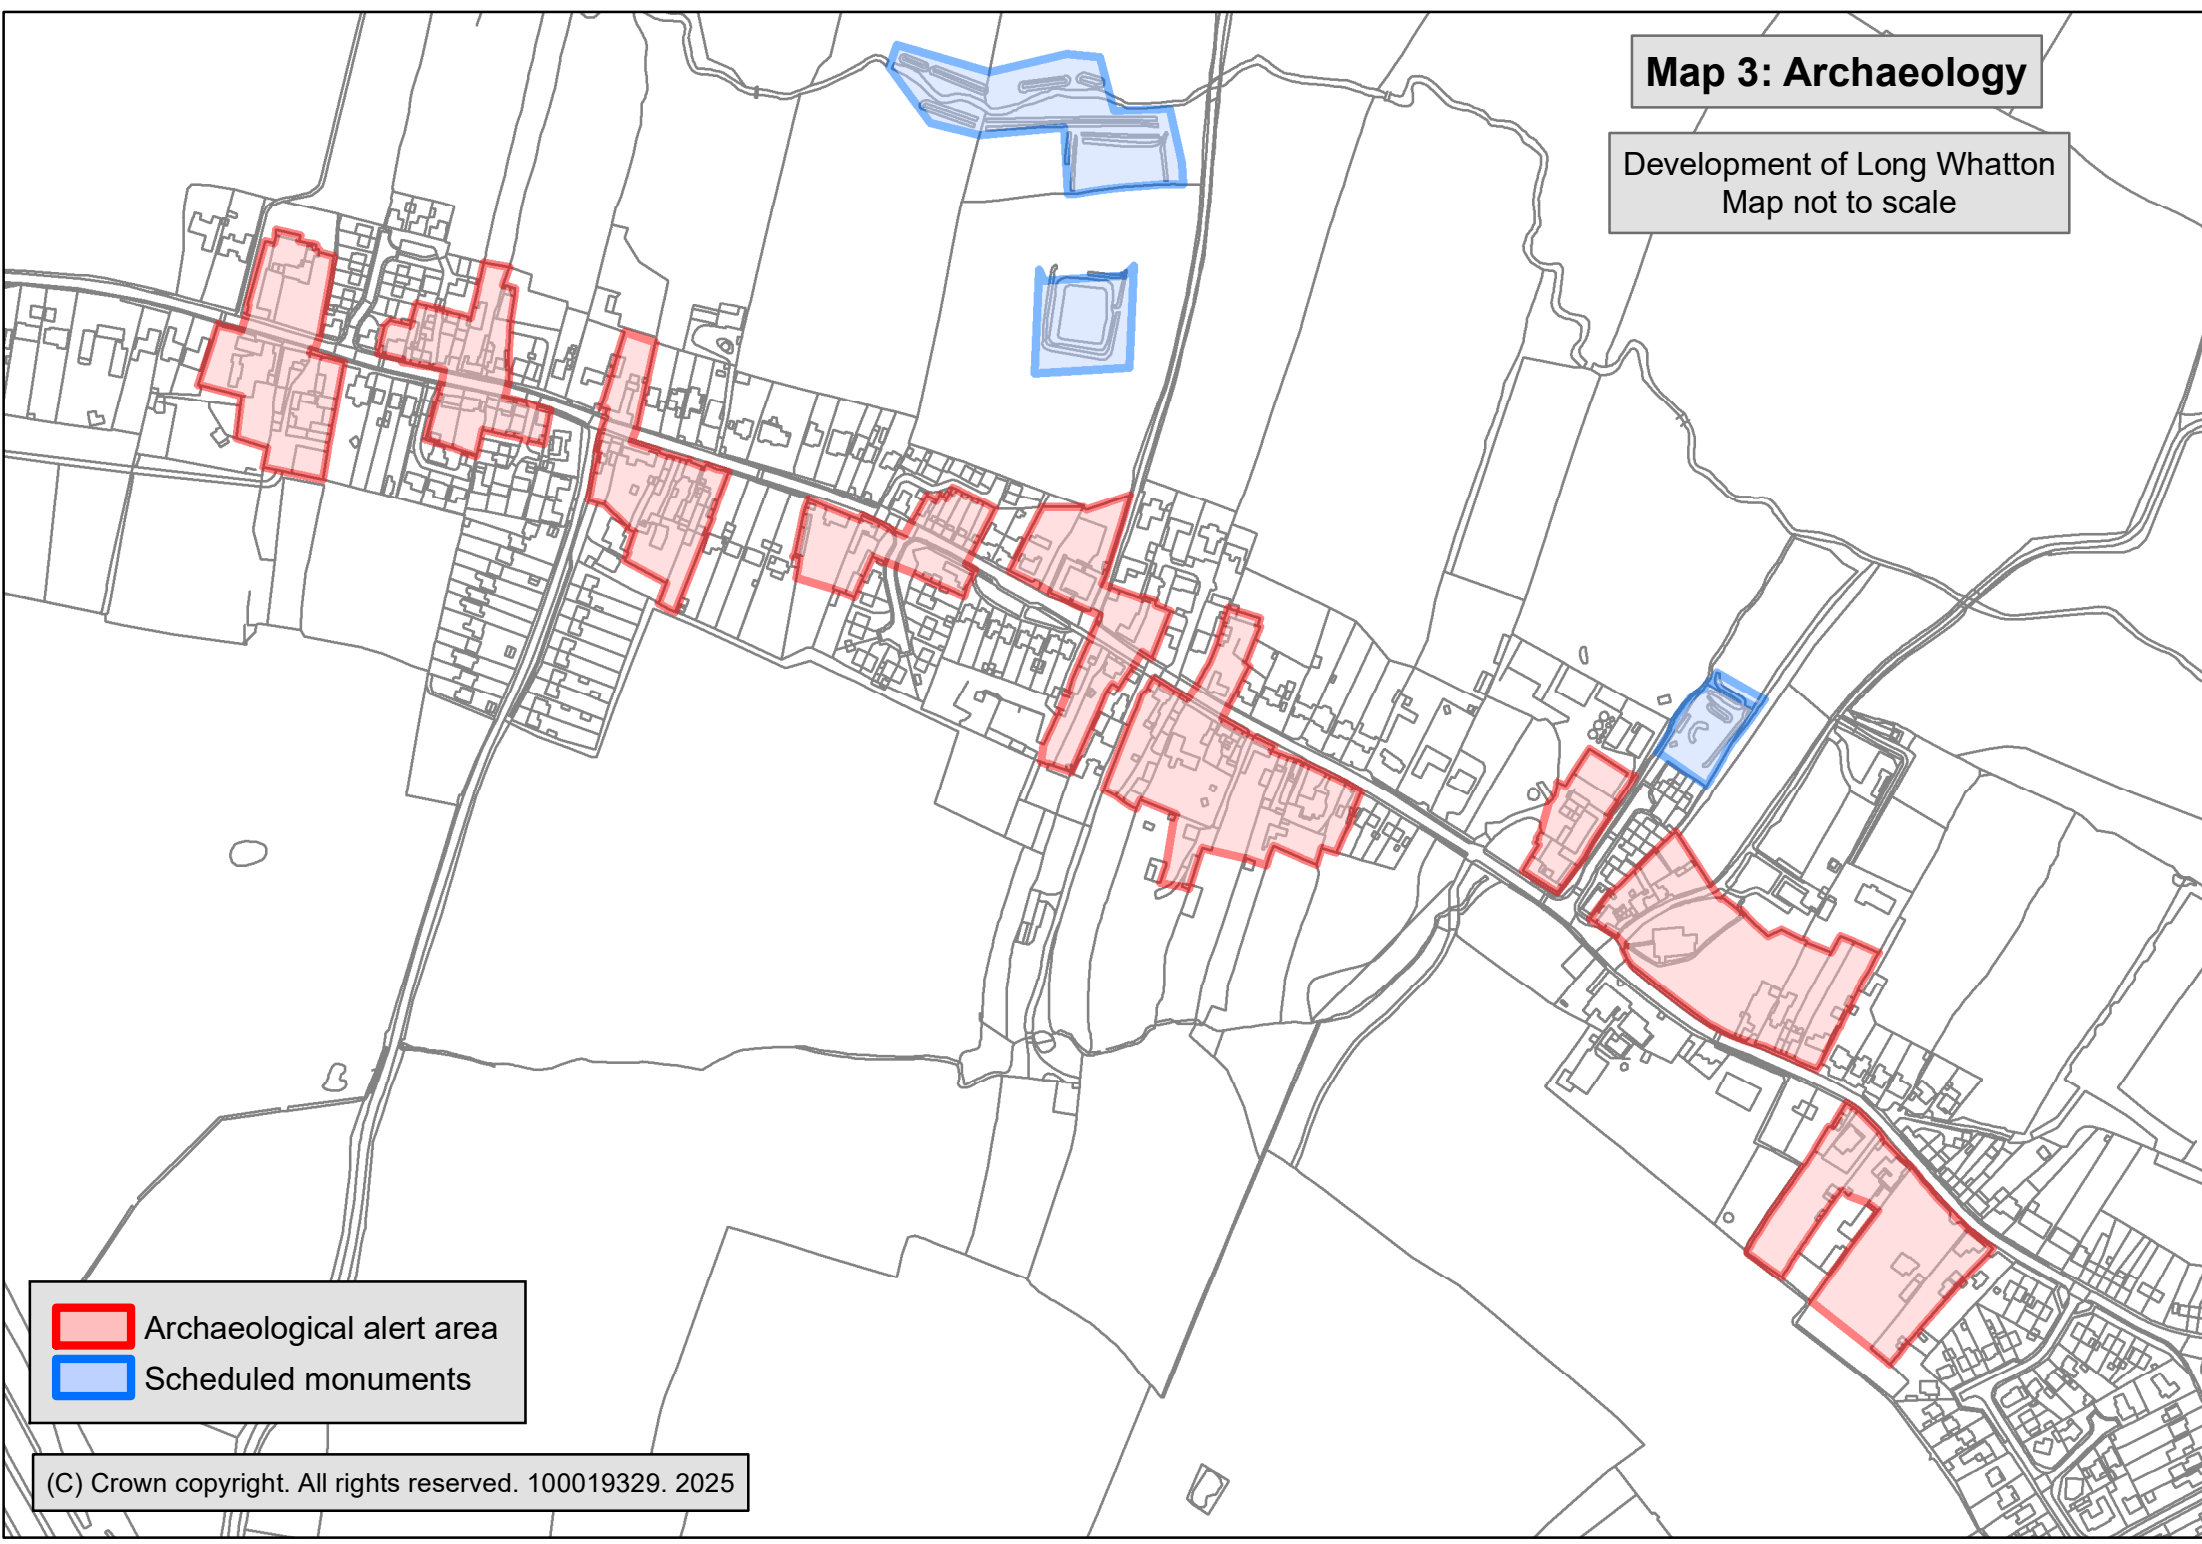 Map 3: Archaeology
Development of Long Whatton
Map not to scale
Archaeological alert area
Scheduled monuments
(C) Crown copyright. All rights reserved. 100019329. 2025